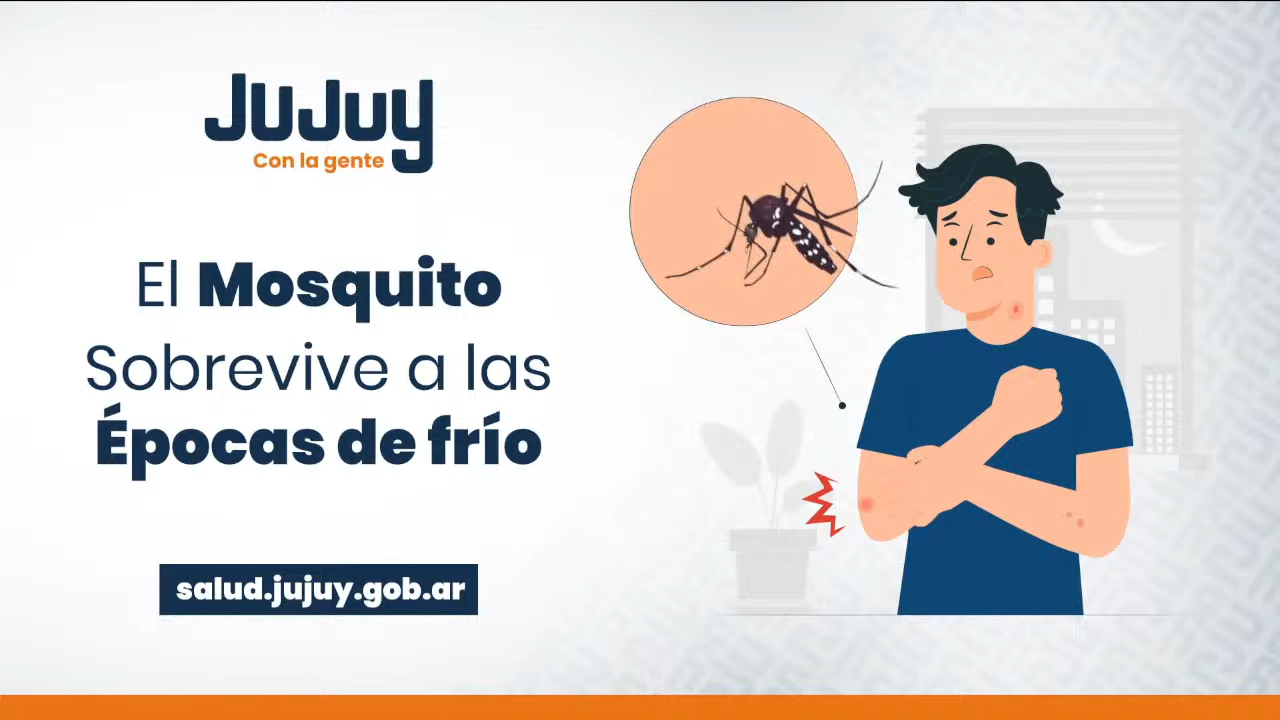 JUJUY
Con la gente
El Mosquito
Sobrevive a las
Épocas de frío
salud.jujuy.gob.ar